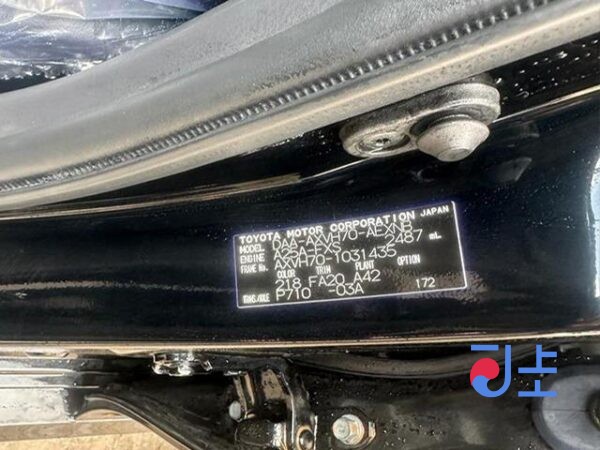 TOYOTA MOTOR CORPORATION JAPAN
MODEL DAA-AXVH70-AEXNB
ENGINE A25A-FXS 2487 mL
FRAME No. AXVH70-1031435
COLOR TRIM PLANT OPTION
218 FA20 A42
TRNS./AXLE P710 -03A 172